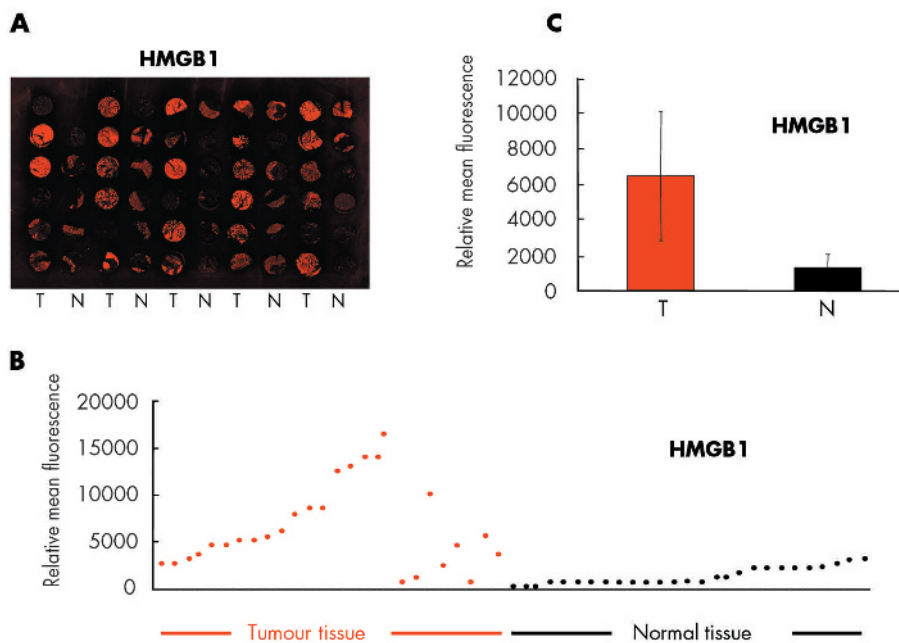 A
HMGB1
T N T N T N T N T N
C
Relative mean fluorescence
12000
10000
8000
6000
4000
2000
0
HMGB1
T N
B
Relative mean fluorescence
20000
15000
10000
5000
0
HMGB1
Tumour tissue
Normal tissue